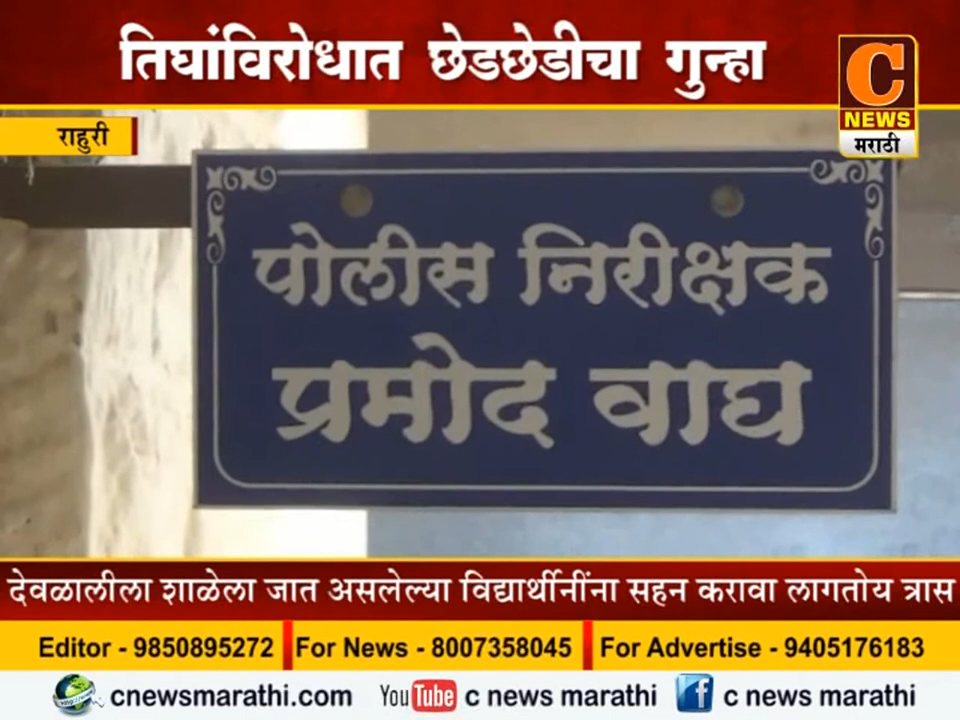 तिघांविरोधात छेडछेडीचा गुन्हा
C
NEWS
मराठी
राहुरी
पोलीस निरीक्षक
प्रमोद वाघ
देवळालीला शाळेला जात असलेल्या विद्यार्थीनींना सहन करावा लागतोय त्रास
Editor - 9850895272 For News - 8007358045 For Advertise - 9405176183
cnewsmarathi.com YouTube c news marathi f c news marathi